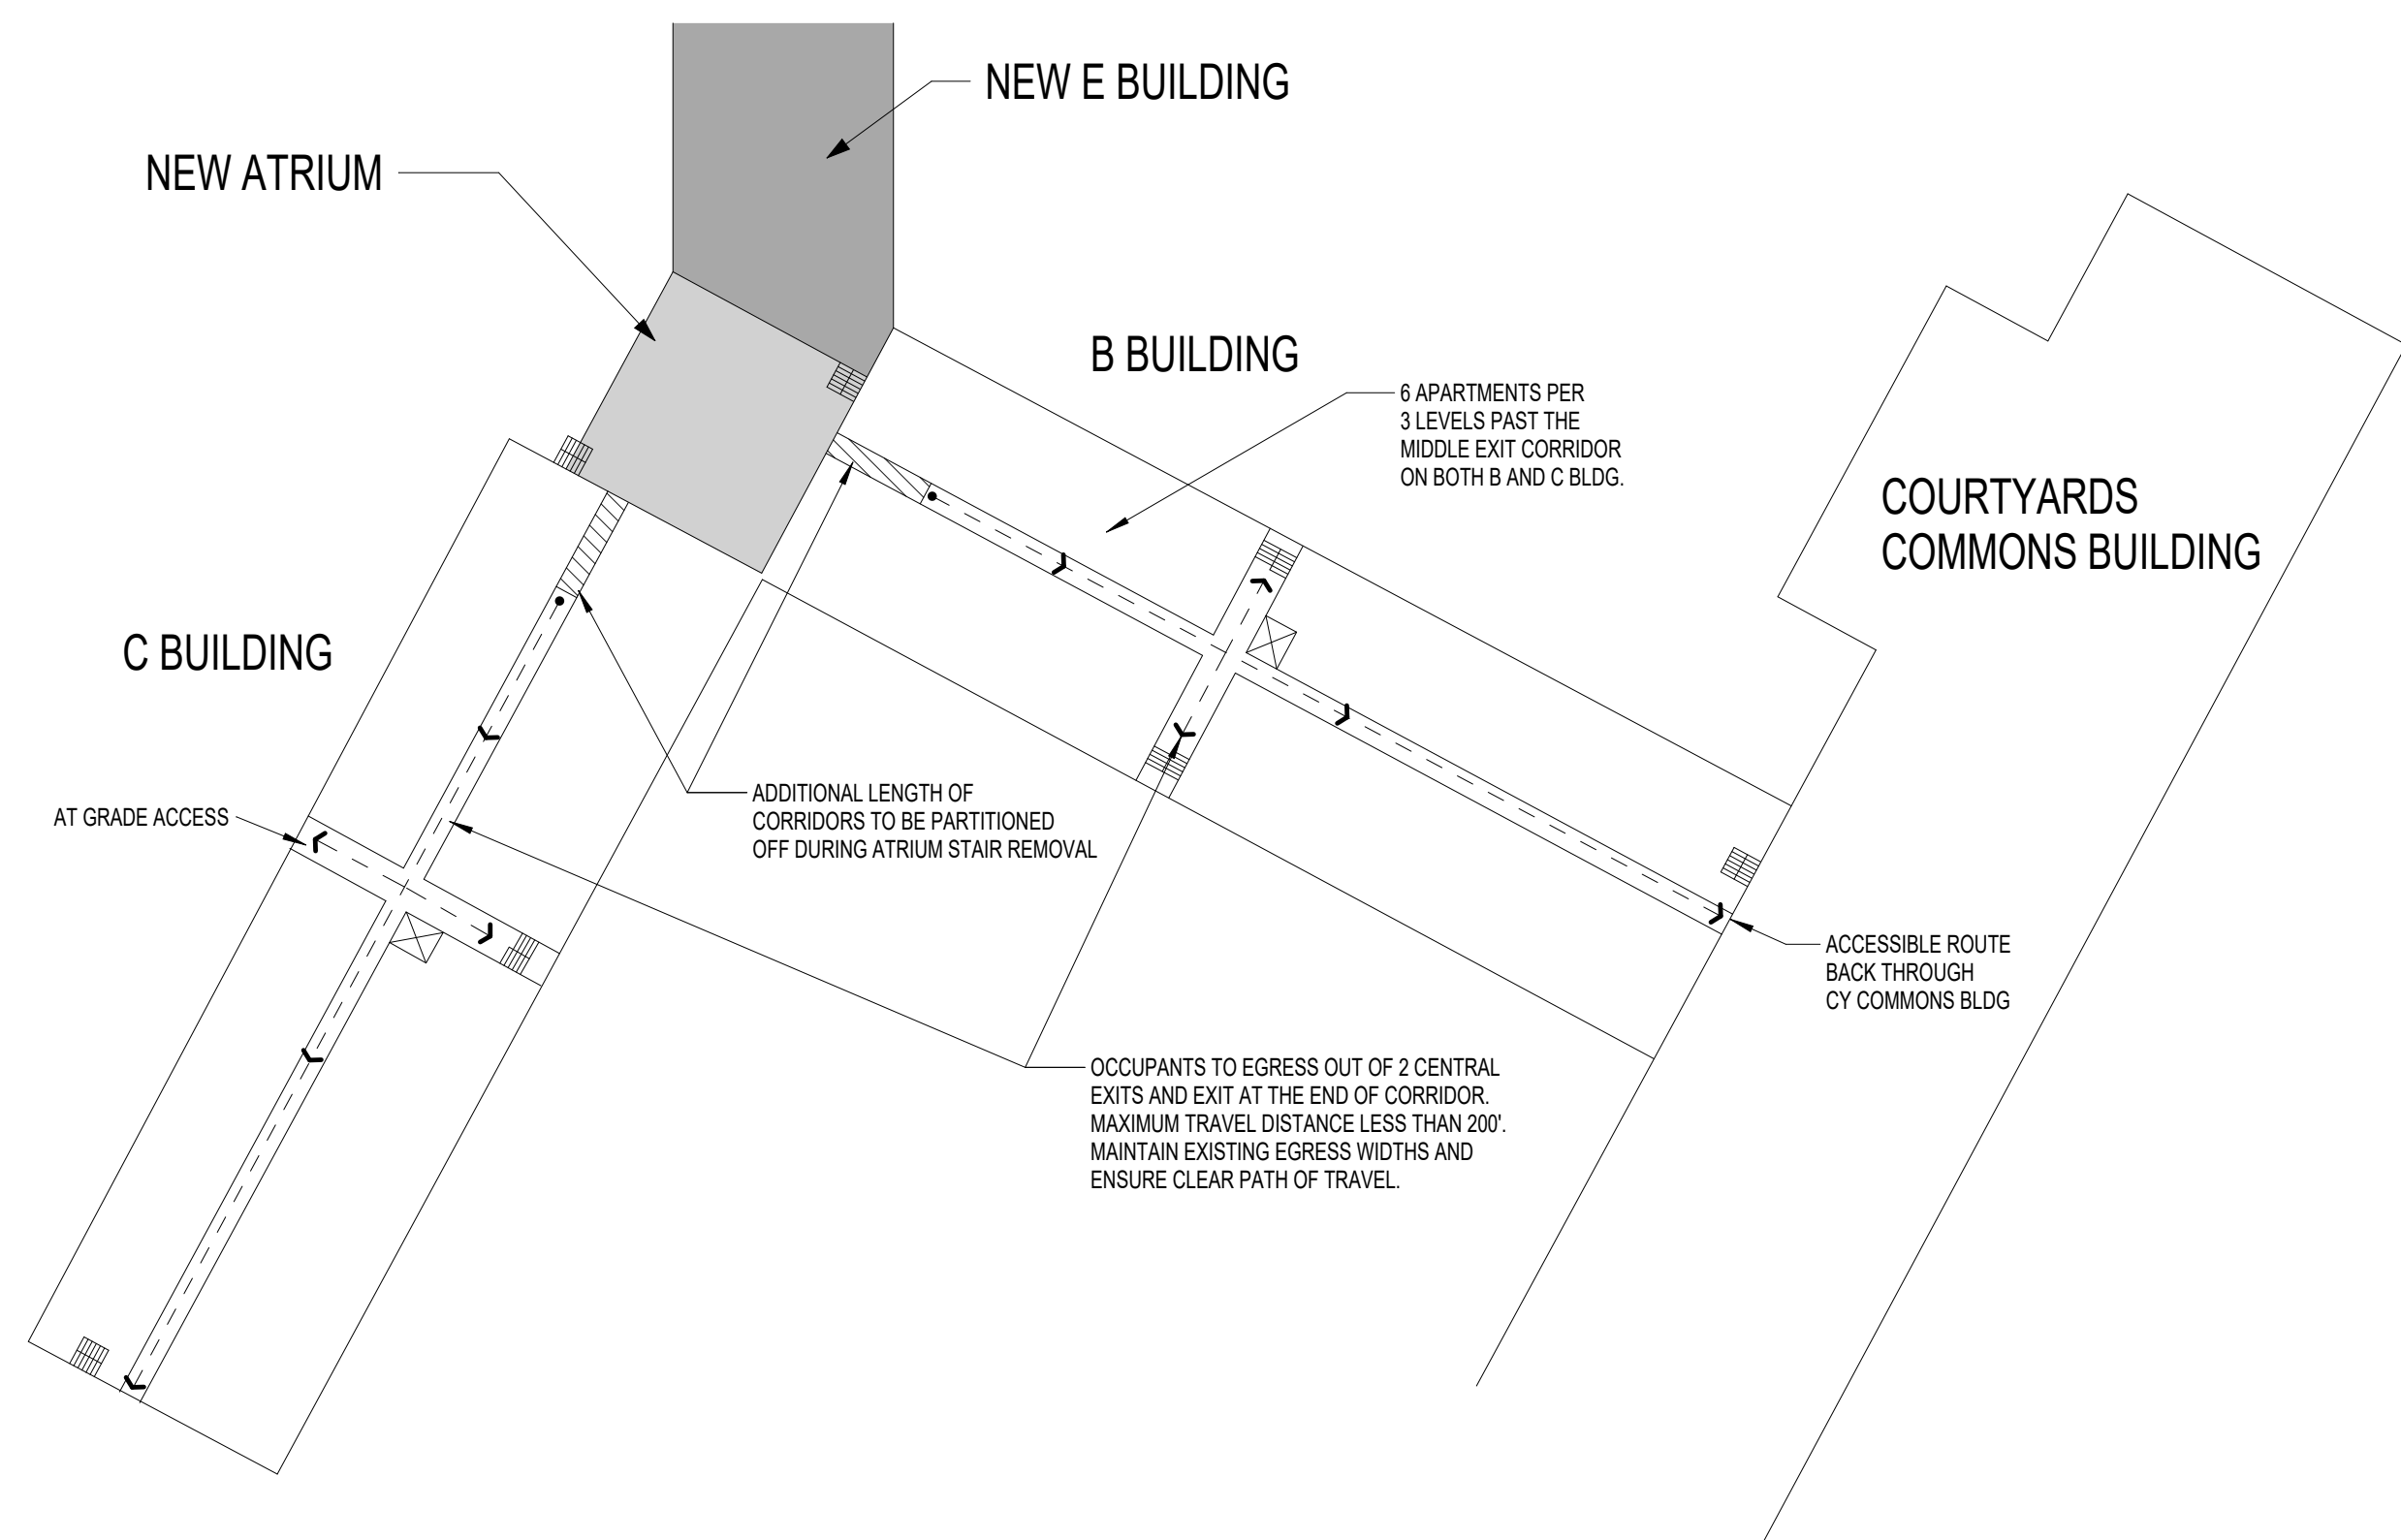 NEW E BUILDING
NEW ATRIUM
B BUILDING
6 APARTMENTS PER
3 LEVELS PAST THE
MIDDLE EXIT CORRIDOR
ON BOTH B AND C BLDG.
COURTYARDS
COMMONS BUILDING
C BUILDING
AT GRADE ACCESS
ADDITIONAL LENGTH OF
CORRIDORS TO BE PARTITIONED
OFF DURING ATRIUM STAIR REMOVAL
ACCESSIBLE ROUTE
BACK THROUGH
CY COMMONS BLDG
OCCUPANTS TO EGRESS OUT OF 2 CENTRAL
EXITS AND EXIT AT THE END OF CORRIDOR.
MAXIMUM TRAVEL DISTANCE LESS THAN 200'.
MAINTAIN EXISTING EGRESS WIDTHS AND
ENSURE CLEAR PATH OF TRAVEL.